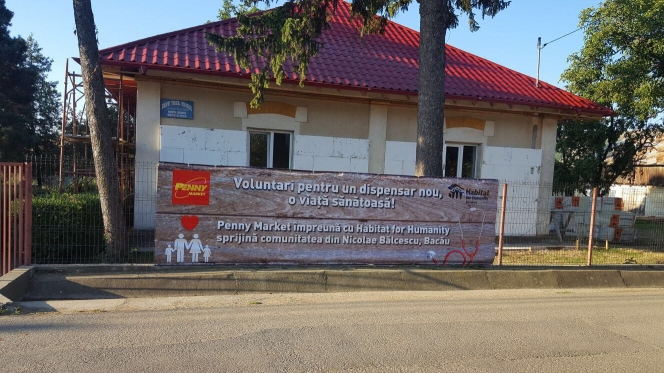 PENNY
MARKET
Voluntari pentru un dispensar nou,
o viață sănătoasă!
Habitat
for Humanity
Penny Market împreună cu Habitat for Humanity
sprijină comunitatea din Nicolae Bălcescu, Bacău